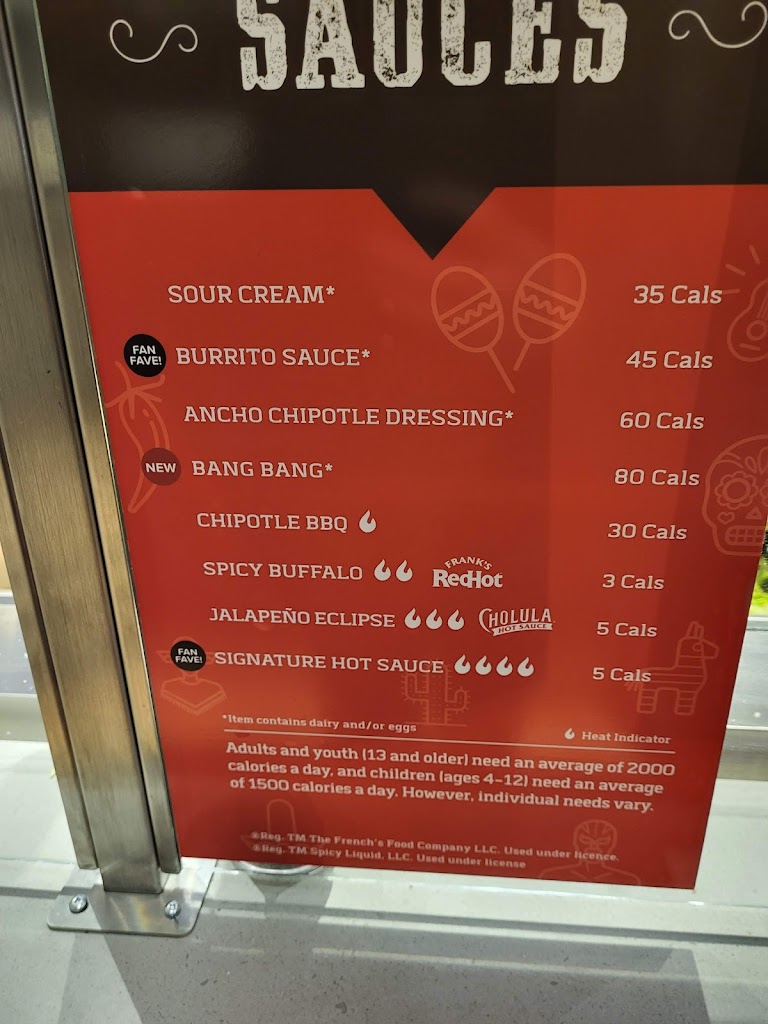 SAUCES
SOUR CREAM* 35 Cals
FAN FAVE! BURRITO SAUCE* 45 Cals
ANCHO CHIPOTLE DRESSING* 60 Cals
NEW BANG BANG* 80 Cals
CHIPOTLE BBQ 30 Cals
SPICY BUFFALO FRANK'S RedHot 3 Cals
JALAPEÑO ECLIPSE CHOLULA HOT SAUCE 5 Cals
FAN FAVE! SIGNATURE HOT SAUCE 5 Cals
*Item contains dairy and/or eggs
Heat Indicator
Adults and youth (13 and older) need an average of 2000
calories a day, and children (ages 4-12) need an average
of 1500 calories a day. However, individual needs vary.
®Reg. TM The French's Food Company LLC. Used under licence.
®Reg. TM Spicy Liquid, LLC. Used under license